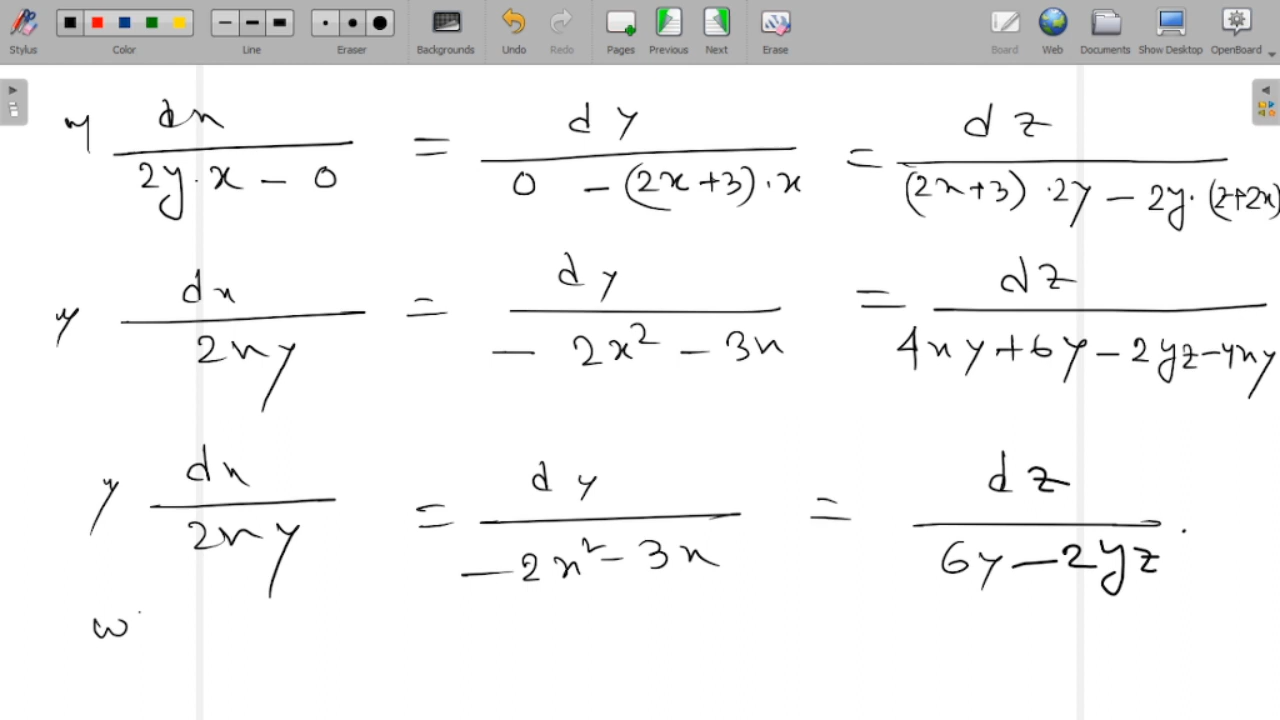 Stylus Color Line Eraser Backgrounds Undo Redo Pages Previous Next Erase Board Web Documents Show Desktop OpenBoard
dx/(2y·x − 0) = dy/(0 − (2x+3)·x) = dz/((2x+3)·2y − 2y·(z+2x)
dx/(2xy) = dy/(− 2x² − 3x) = dz/(4xy+6y−2yz−4xy
dx/(2xy) = dy/(−2x²−3x) = dz/(6y−2yz) .
w